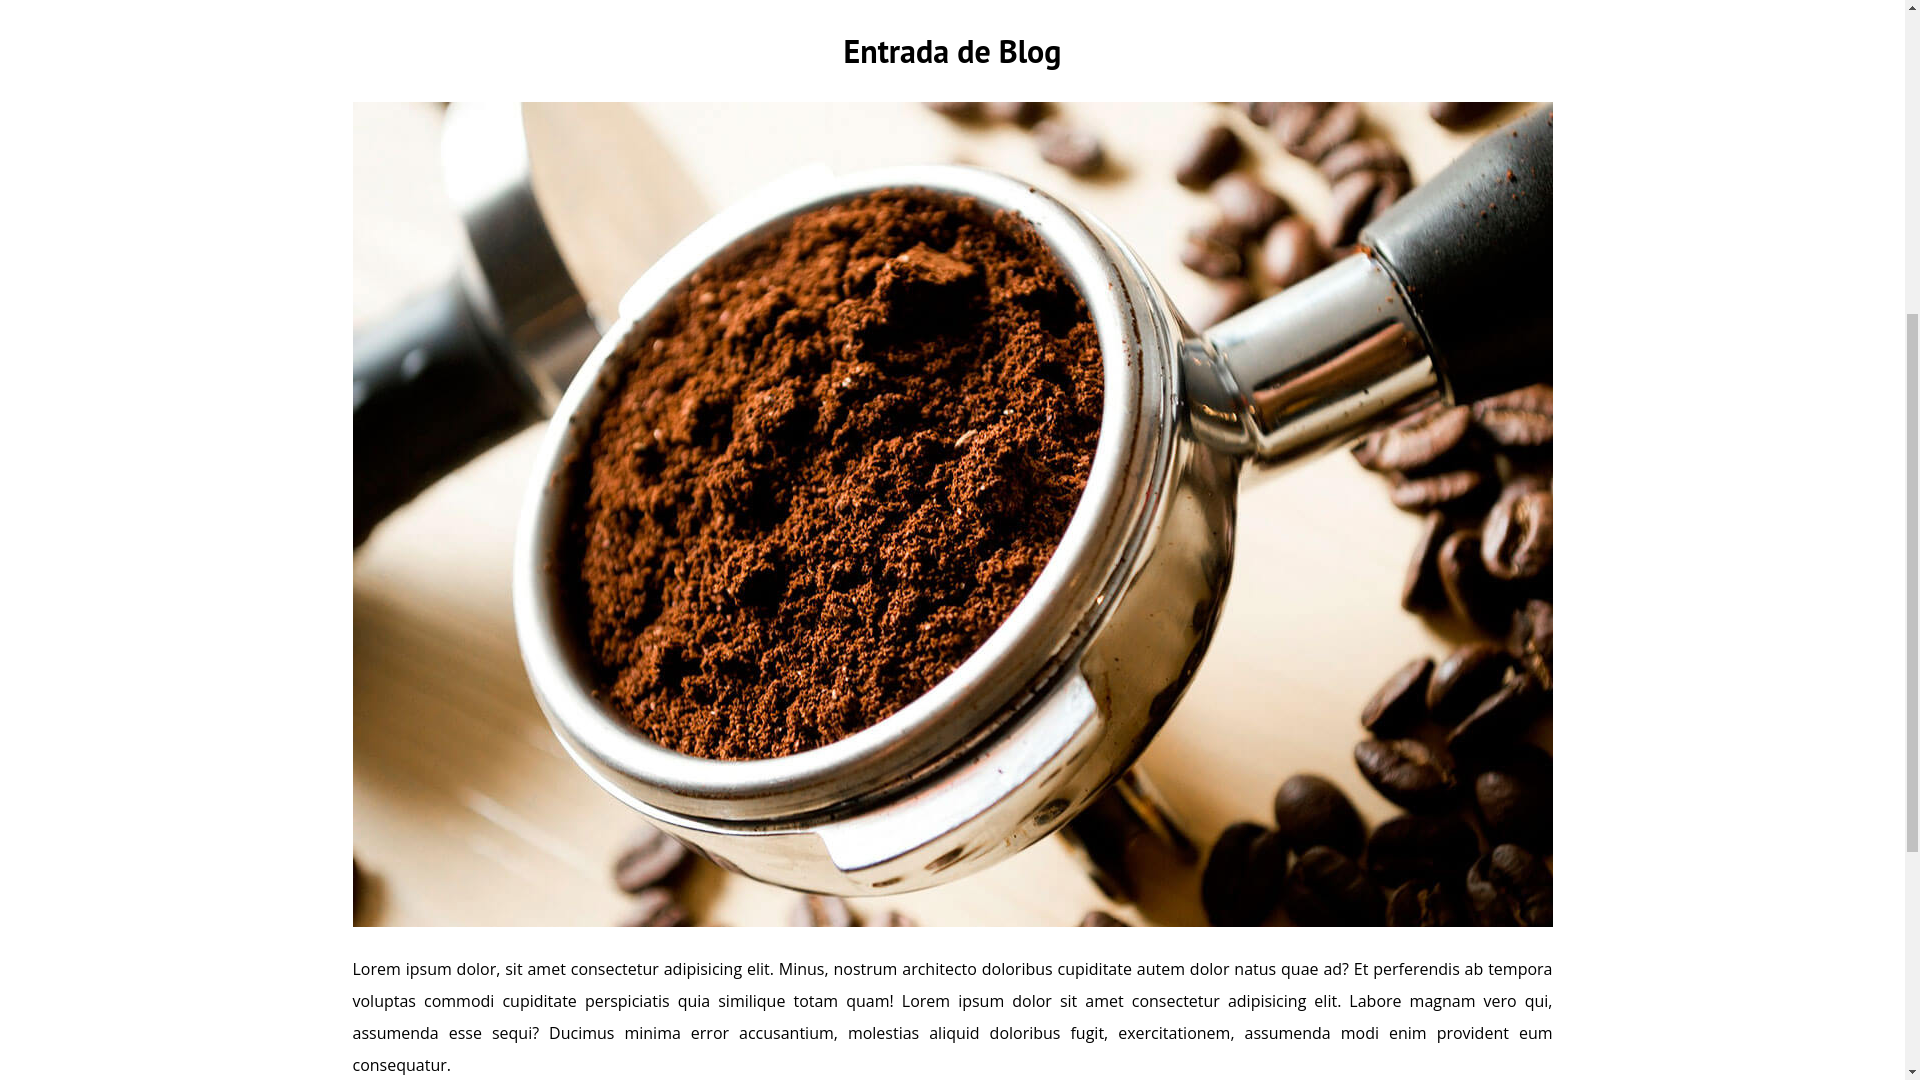 Entrada de Blog
Lorem ipsum dolor, sit amet consectetur adipisicing elit. Minus, nostrum architecto doloribus cupiditate autem dolor natus quae ad? Et perferendis ab tempora
voluptas commodi cupiditate perspiciatis quia similique totam quam! Lorem ipsum dolor sit amet consectetur adipisicing elit. Labore magnam vero qui,
assumenda esse sequi? Ducimus minima error accusantium, molestias aliquid doloribus fugit, exercitationem, assumenda modi enim provident eum
consequatur.